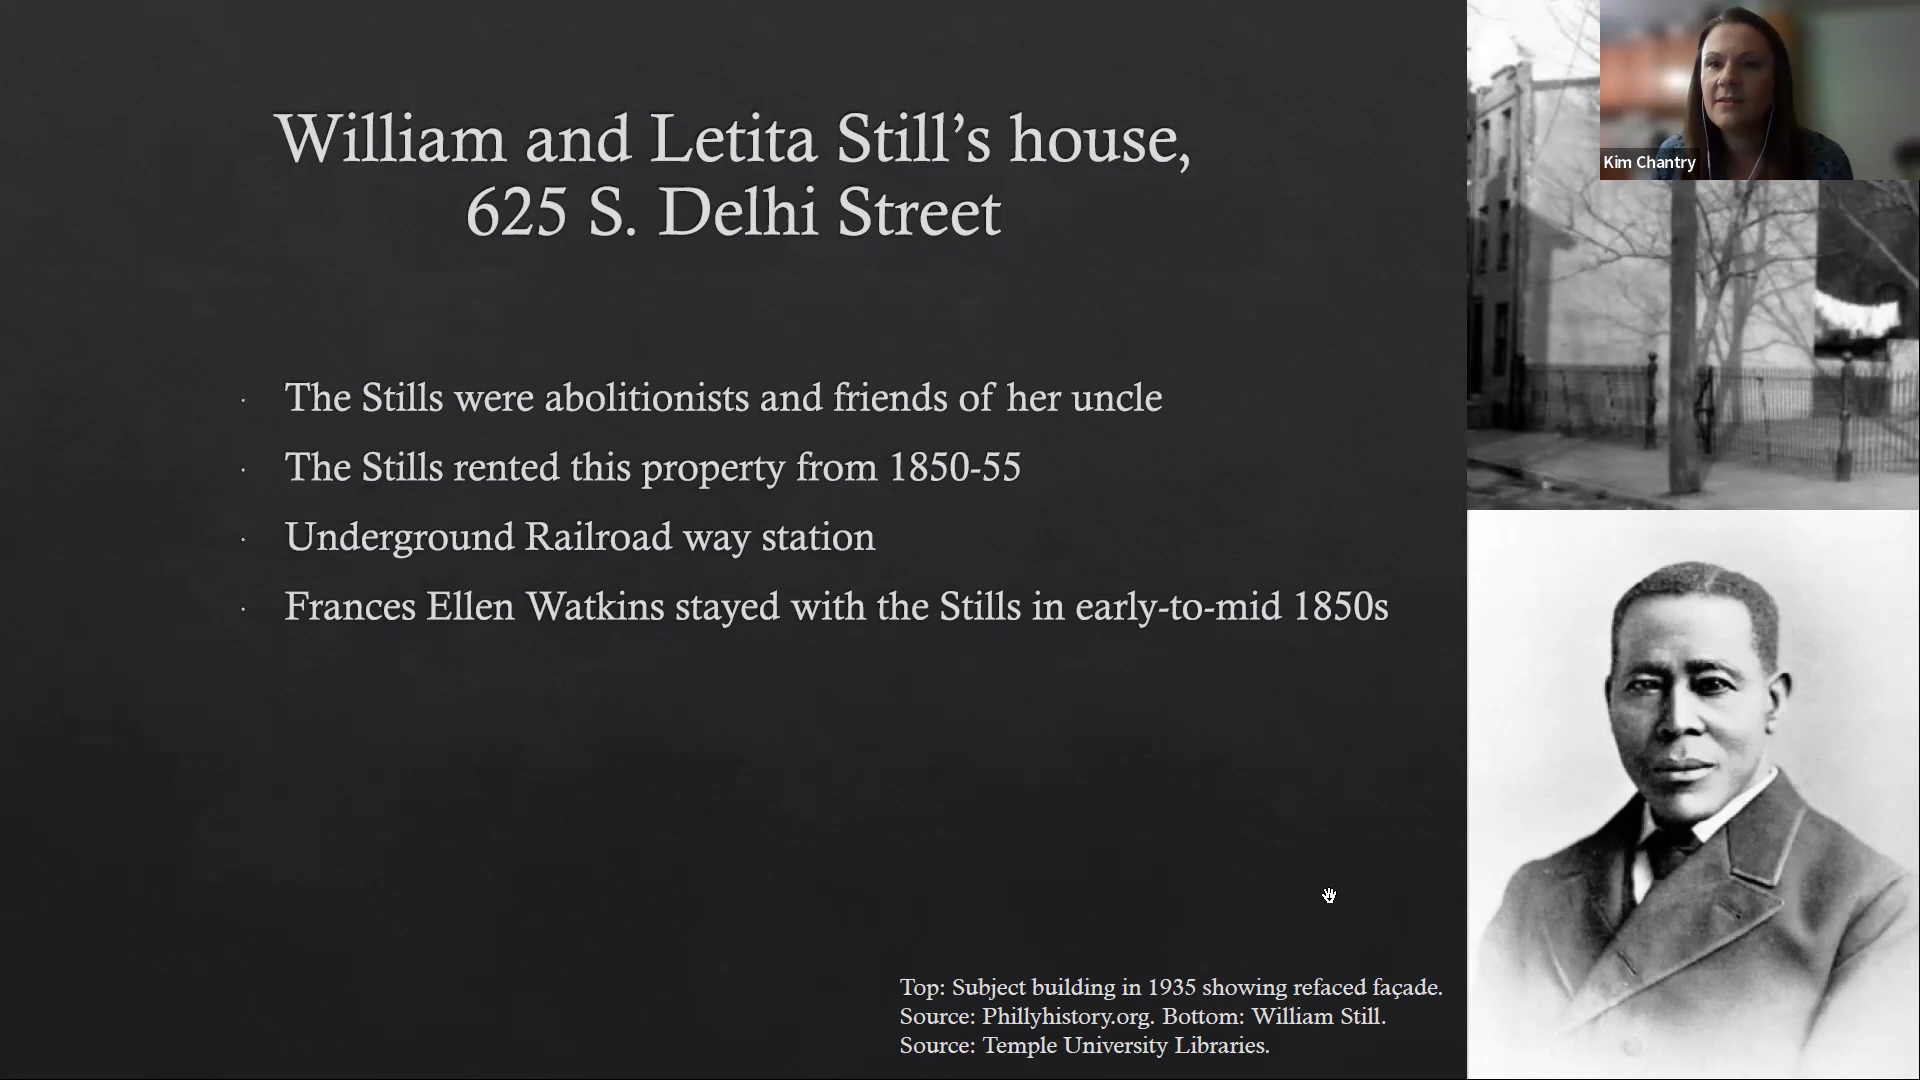 William and Letita Still’s house,
625 S. Delhi Street
· The Stills were abolitionists and friends of her uncle
· The Stills rented this property from 1850-55
· Underground Railroad way station
· Frances Ellen Watkins stayed with the Stills in early-to-mid 1850s
Top: Subject building in 1935 showing refaced façade.
Source: Phillyhistory.org. Bottom: William Still.
Source: Temple University Libraries.
Kim Chantry